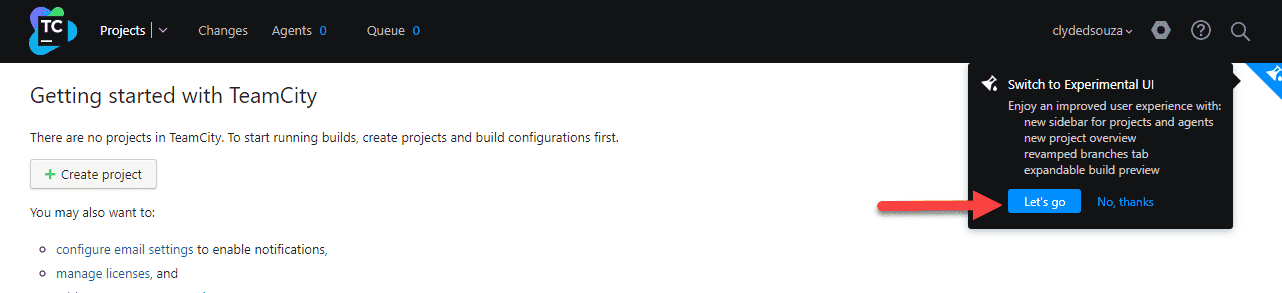 TC
Projects
Changes
Agents 0
Queue 0
clydedsouza
Getting started with TeamCity
There are no projects in TeamCity. To start running builds, create projects and build configurations first.
+ Create project
You may also want to:
configure email settings to enable notifications,
manage licenses, and
Switch to Experimental UI
Enjoy an improved user experience with:
new sidebar for projects and agents
new project overview
revamped branches tab
expandable build preview
Let's go
No, thanks